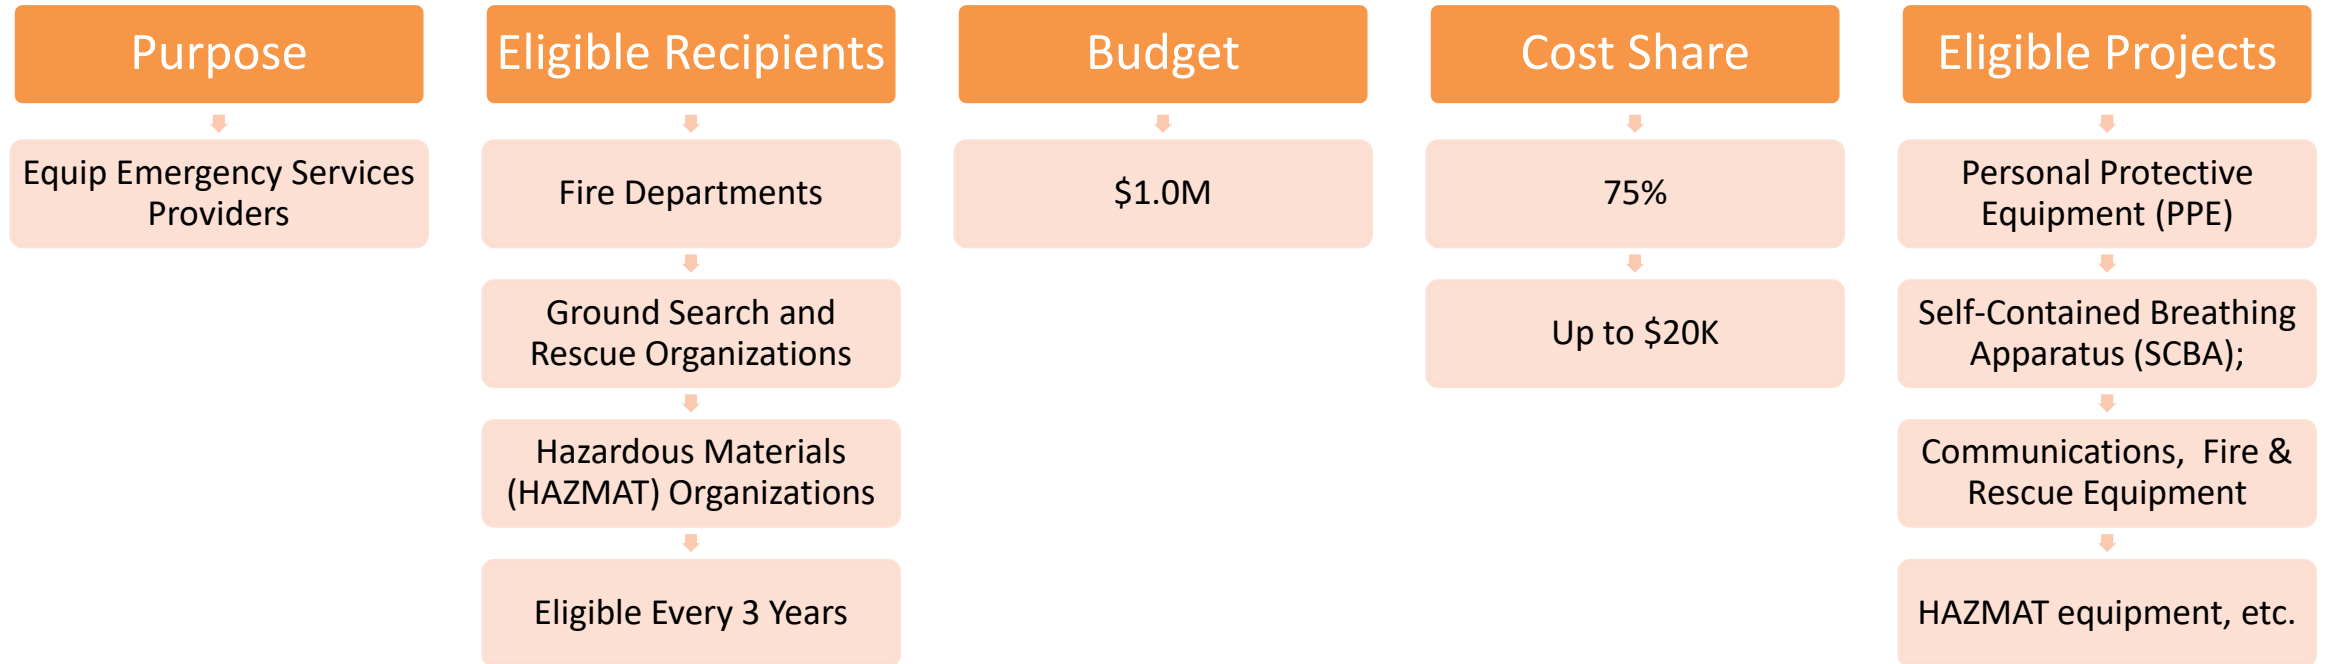 Purpose
Equip Emergency Services
Providers
Eligible Recipients
Fire Departments
Ground Search and
Rescue Organizations
Hazardous Materials
(HAZMAT) Organizations
Eligible Every 3 Years
Budget
$1.0M
Cost Share
75%
Up to $20K
Eligible Projects
Personal Protective
Equipment (PPE)
Self-Contained Breathing
Apparatus (SCBA);
Communications,  Fire &
Rescue Equipment
HAZMAT equipment, etc.